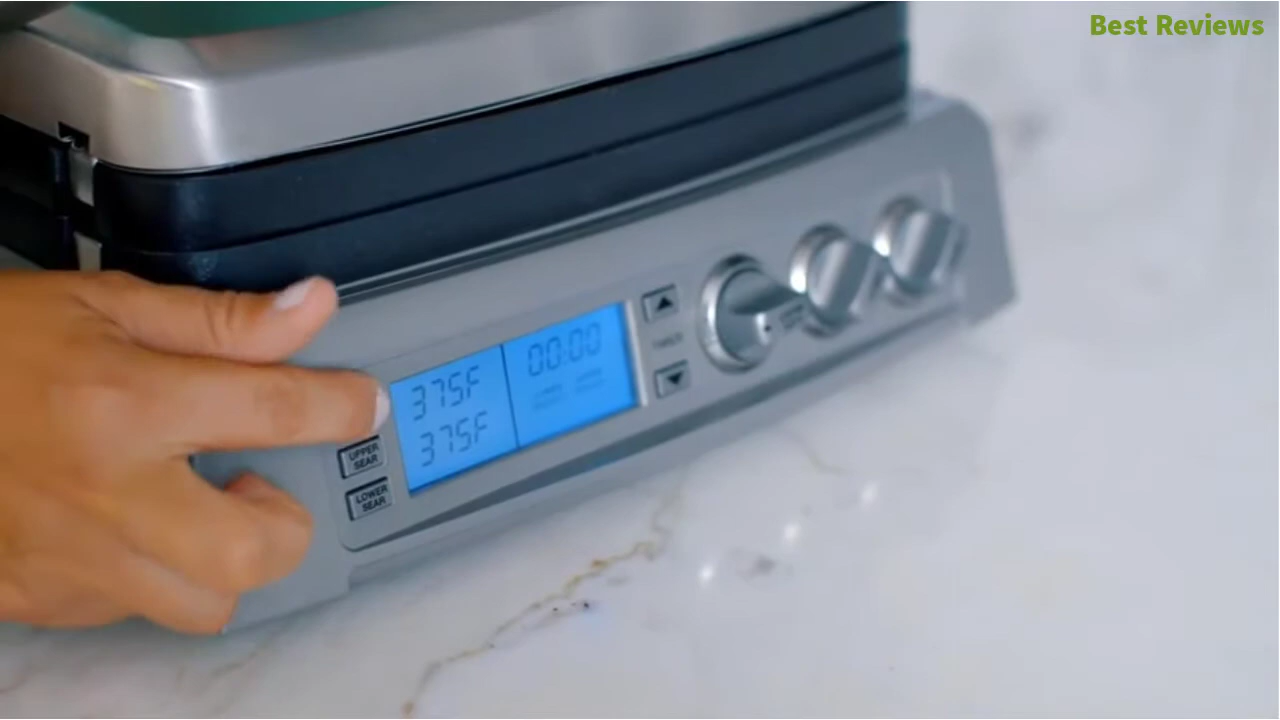 Best Reviews
00:00
375F
375F
TIMER
UPPER
SEAR
LOWER
SEAR